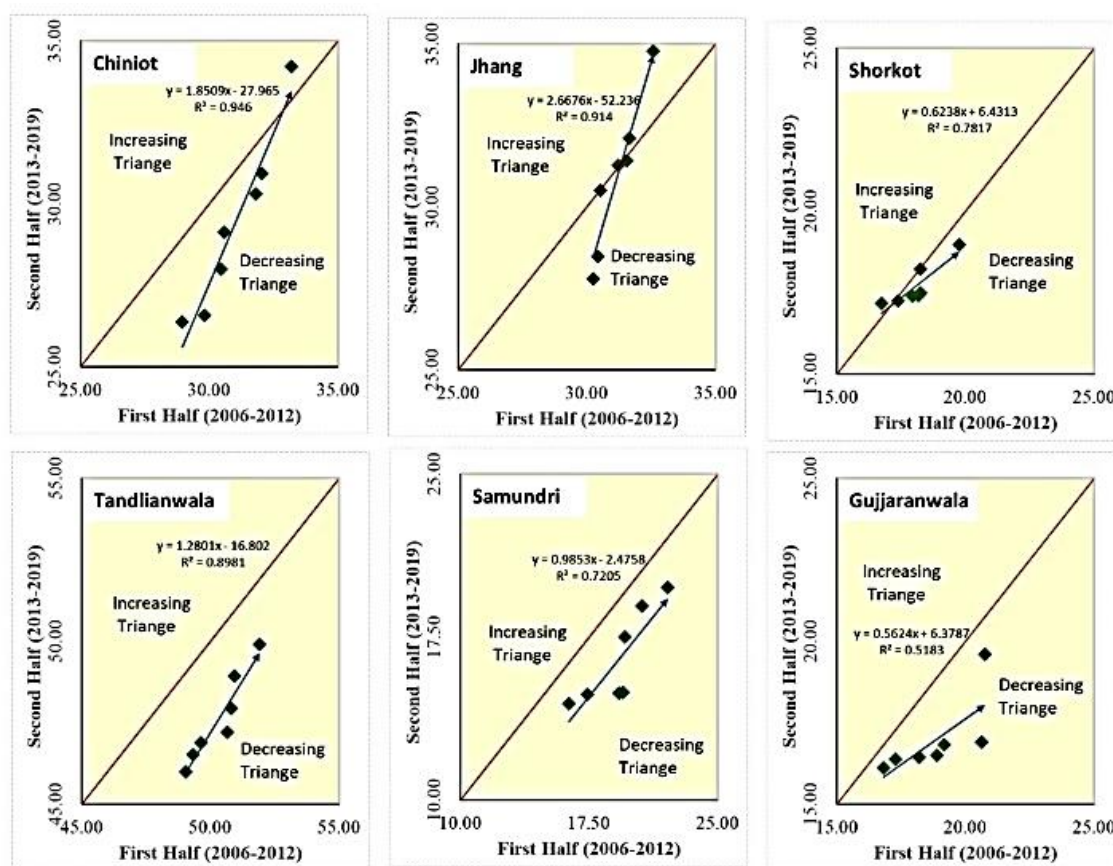 Chiniot
y = 1.8509x - 27.965
R² = 0.946
Increasing
Triange
Decreasing
Triange
Second Half (2013-2019)
35.00
30.00
25.00
25.00 30.00 35.00
First Half (2006-2012)
Jhang
y = 2.6676x - 52.236
R² = 0.914
Increasing
Triange
Decreasing
Triange
Second Half (2013-2019)
35.00
30.00
25.00
25.00 30.00 35.00
First Half (2006-2012)
Shorkot
y = 0.6238x + 6.4313
R² = 0.7817
Increasing
Triange
Decreasing
Triange
Second Half (2013-2019)
25.00
20.00
15.00
15.00 20.00 25.00
First Half (2006-2012)
Tandlianwala
y = 1.2801x - 16.802
R² = 0.8981
Increasing
Triange
Decreasing
Triange
Second Half (2013-2019)
55.00
50.00
45.00
45.00 50.00 55.00
First Half (2006-2012)
Samundri
y = 0.9853x - 2.4758
R² = 0.7205
Increasing
Triange
Decreasing
Triange
Second Half (2013-2019)
25.00
17.50
10.00
10.00 17.50 25.00
First Half (2006-2012)
Gujjaranwala
Increasing
Triange
y = 0.5624x + 6.3787
R² = 0.5183
Decreasing
Triange
Second Half (2013-2019)
25.00
20.00
15.00
15.00 20.00 25.00
First Half (2006-2012)